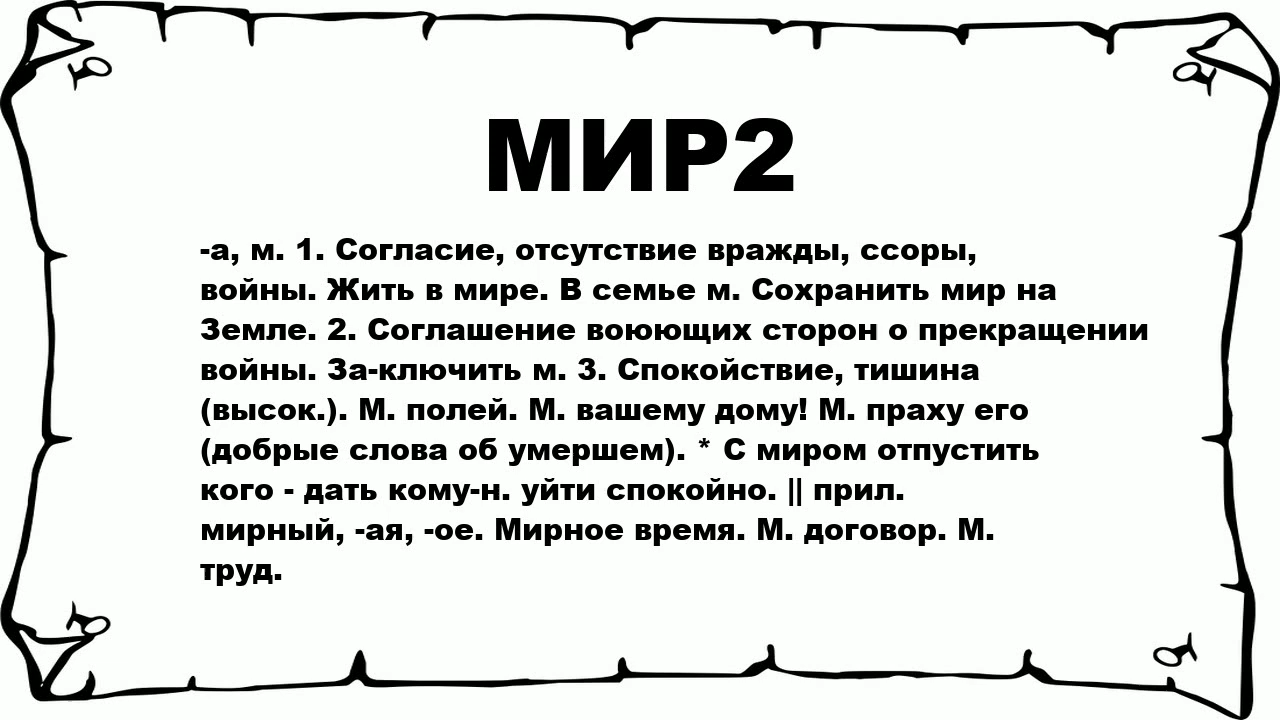 МИР2
-а, м. 1. Согласие, отсутствие вражды, ссоры,
войны. Жить в мире. В семье м. Сохранить мир на
Земле. 2. Соглашение воюющих сторон о прекращении
войны. За-ключить м. 3. Спокойствие, тишина
(высок.). М. полей. М. вашему дому! М. праху его
(добрые слова об умершем). * С миром отпустить
кого - дать кому-н. уйти спокойно. || прил.
мирный, -ая, -ое. Мирное время. М. договор. М.
труд.